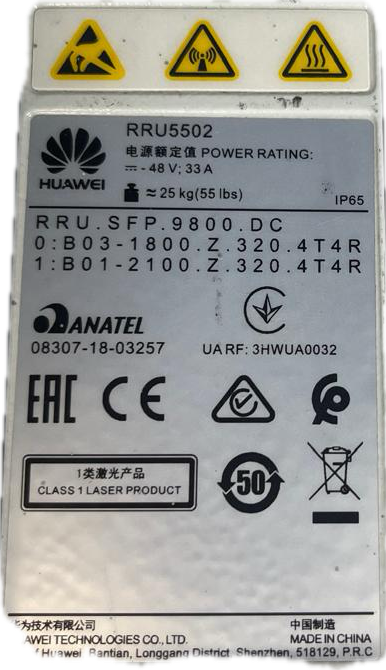 RRU5502
电源额定值 POWER RATING:
- 48 V; 33 A
HUAWEI
≈ 25 kg(55 lbs)
IP65
RRU.SFP.9800.DC
0:B03-1800.Z.320.4T4R
1:B01-2100.Z.320.4T4R
ANATEL
08307-18-03257
UA RF: 3HWUA0032
EAC CE
1类激光产品
CLASS 1 LASER PRODUCT
50
为技术有限公司
中国制造
TECHNOLOGIES CO., LTD.
MADE IN CHINA
Huawei, Bantian, Longgang District, Shenzhen, 518129, P.R.C